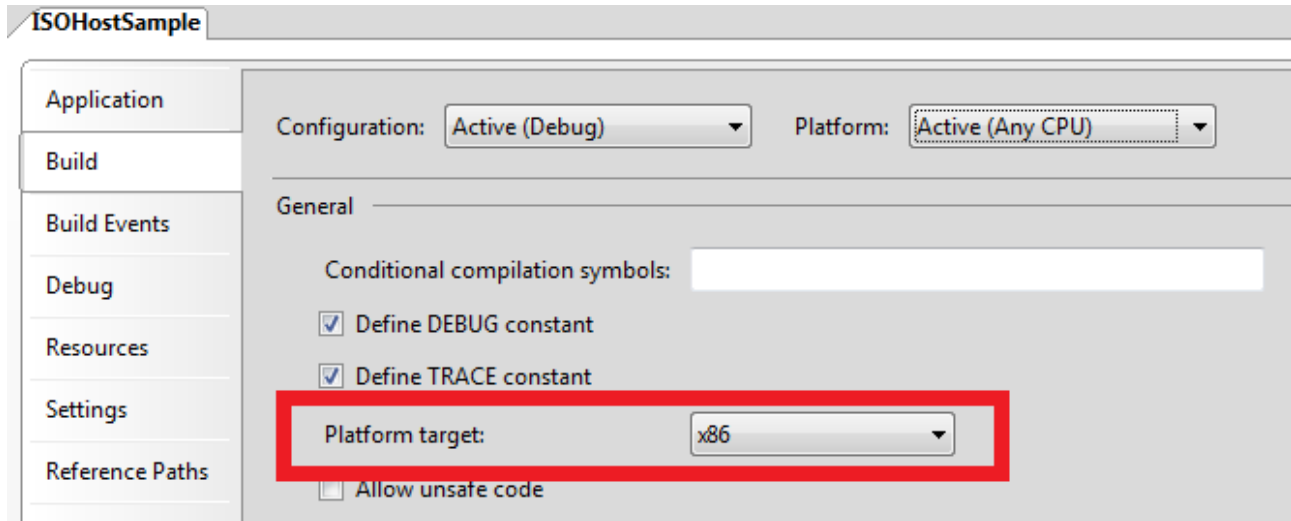 ISOHostSample
Application
Configuration: Active (Debug) Platform: Active (Any CPU)
Build
General
Build Events
Conditional compilation symbols:
Debug
Define DEBUG constant
Resources
Define TRACE constant
Settings
Platform target: x86
Reference Paths
Allow unsafe code